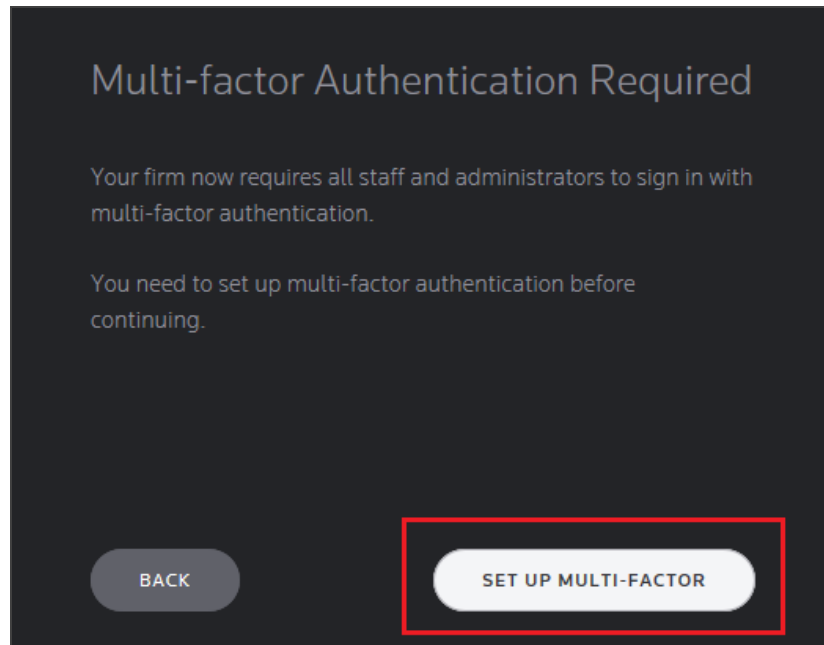 Multi-factor Authentication Required
Your firm now requires all staff and administrators to sign in with
multi-factor authentication.
You need to set up multi-factor authentication before
continuing.
BACK
SET UP MULTI-FACTOR